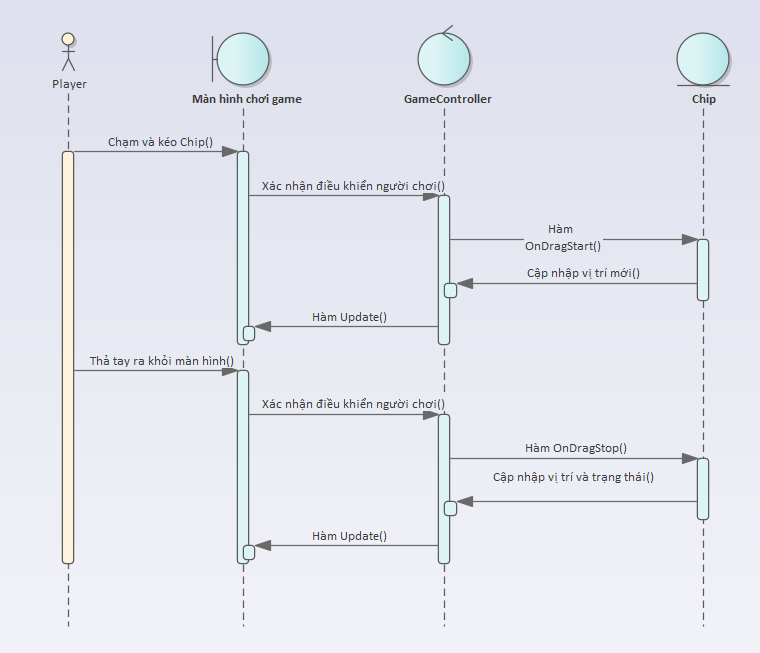 Player
Màn hình chơi game
GameController
Chip
Chạm và kéo Chip()
Xác nhận điều khiển người chơi()
Hàm
OnDragStart()
Cập nhập vị trí mới()
Hàm Update()
Thả tay ra khỏi màn hình()
Xác nhận điều khiển người chơi()
Hàm OnDragStop()
Cập nhập vị trí và trạng thái()
Hàm Update()